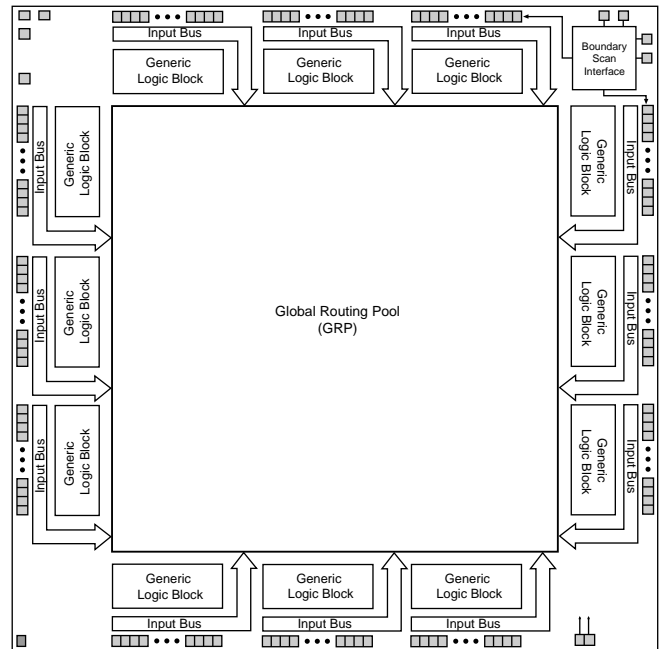 Input Bus
Input Bus
Input Bus
Generic
Logic Block
Generic
Logic Block
Generic
Logic Block
Boundary
Scan
Interface
Input Bus
Generic
Logic Block
Generic
Logic Block
Input Bus
Input Bus
Generic
Logic Block
Global Routing Pool
(GRP)
Generic
Logic Block
Input Bus
Input Bus
Generic
Logic Block
Generic
Logic Block
Input Bus
Generic
Logic Block
Generic
Logic Block
Generic
Logic Block
Input Bus
Input Bus
Input Bus